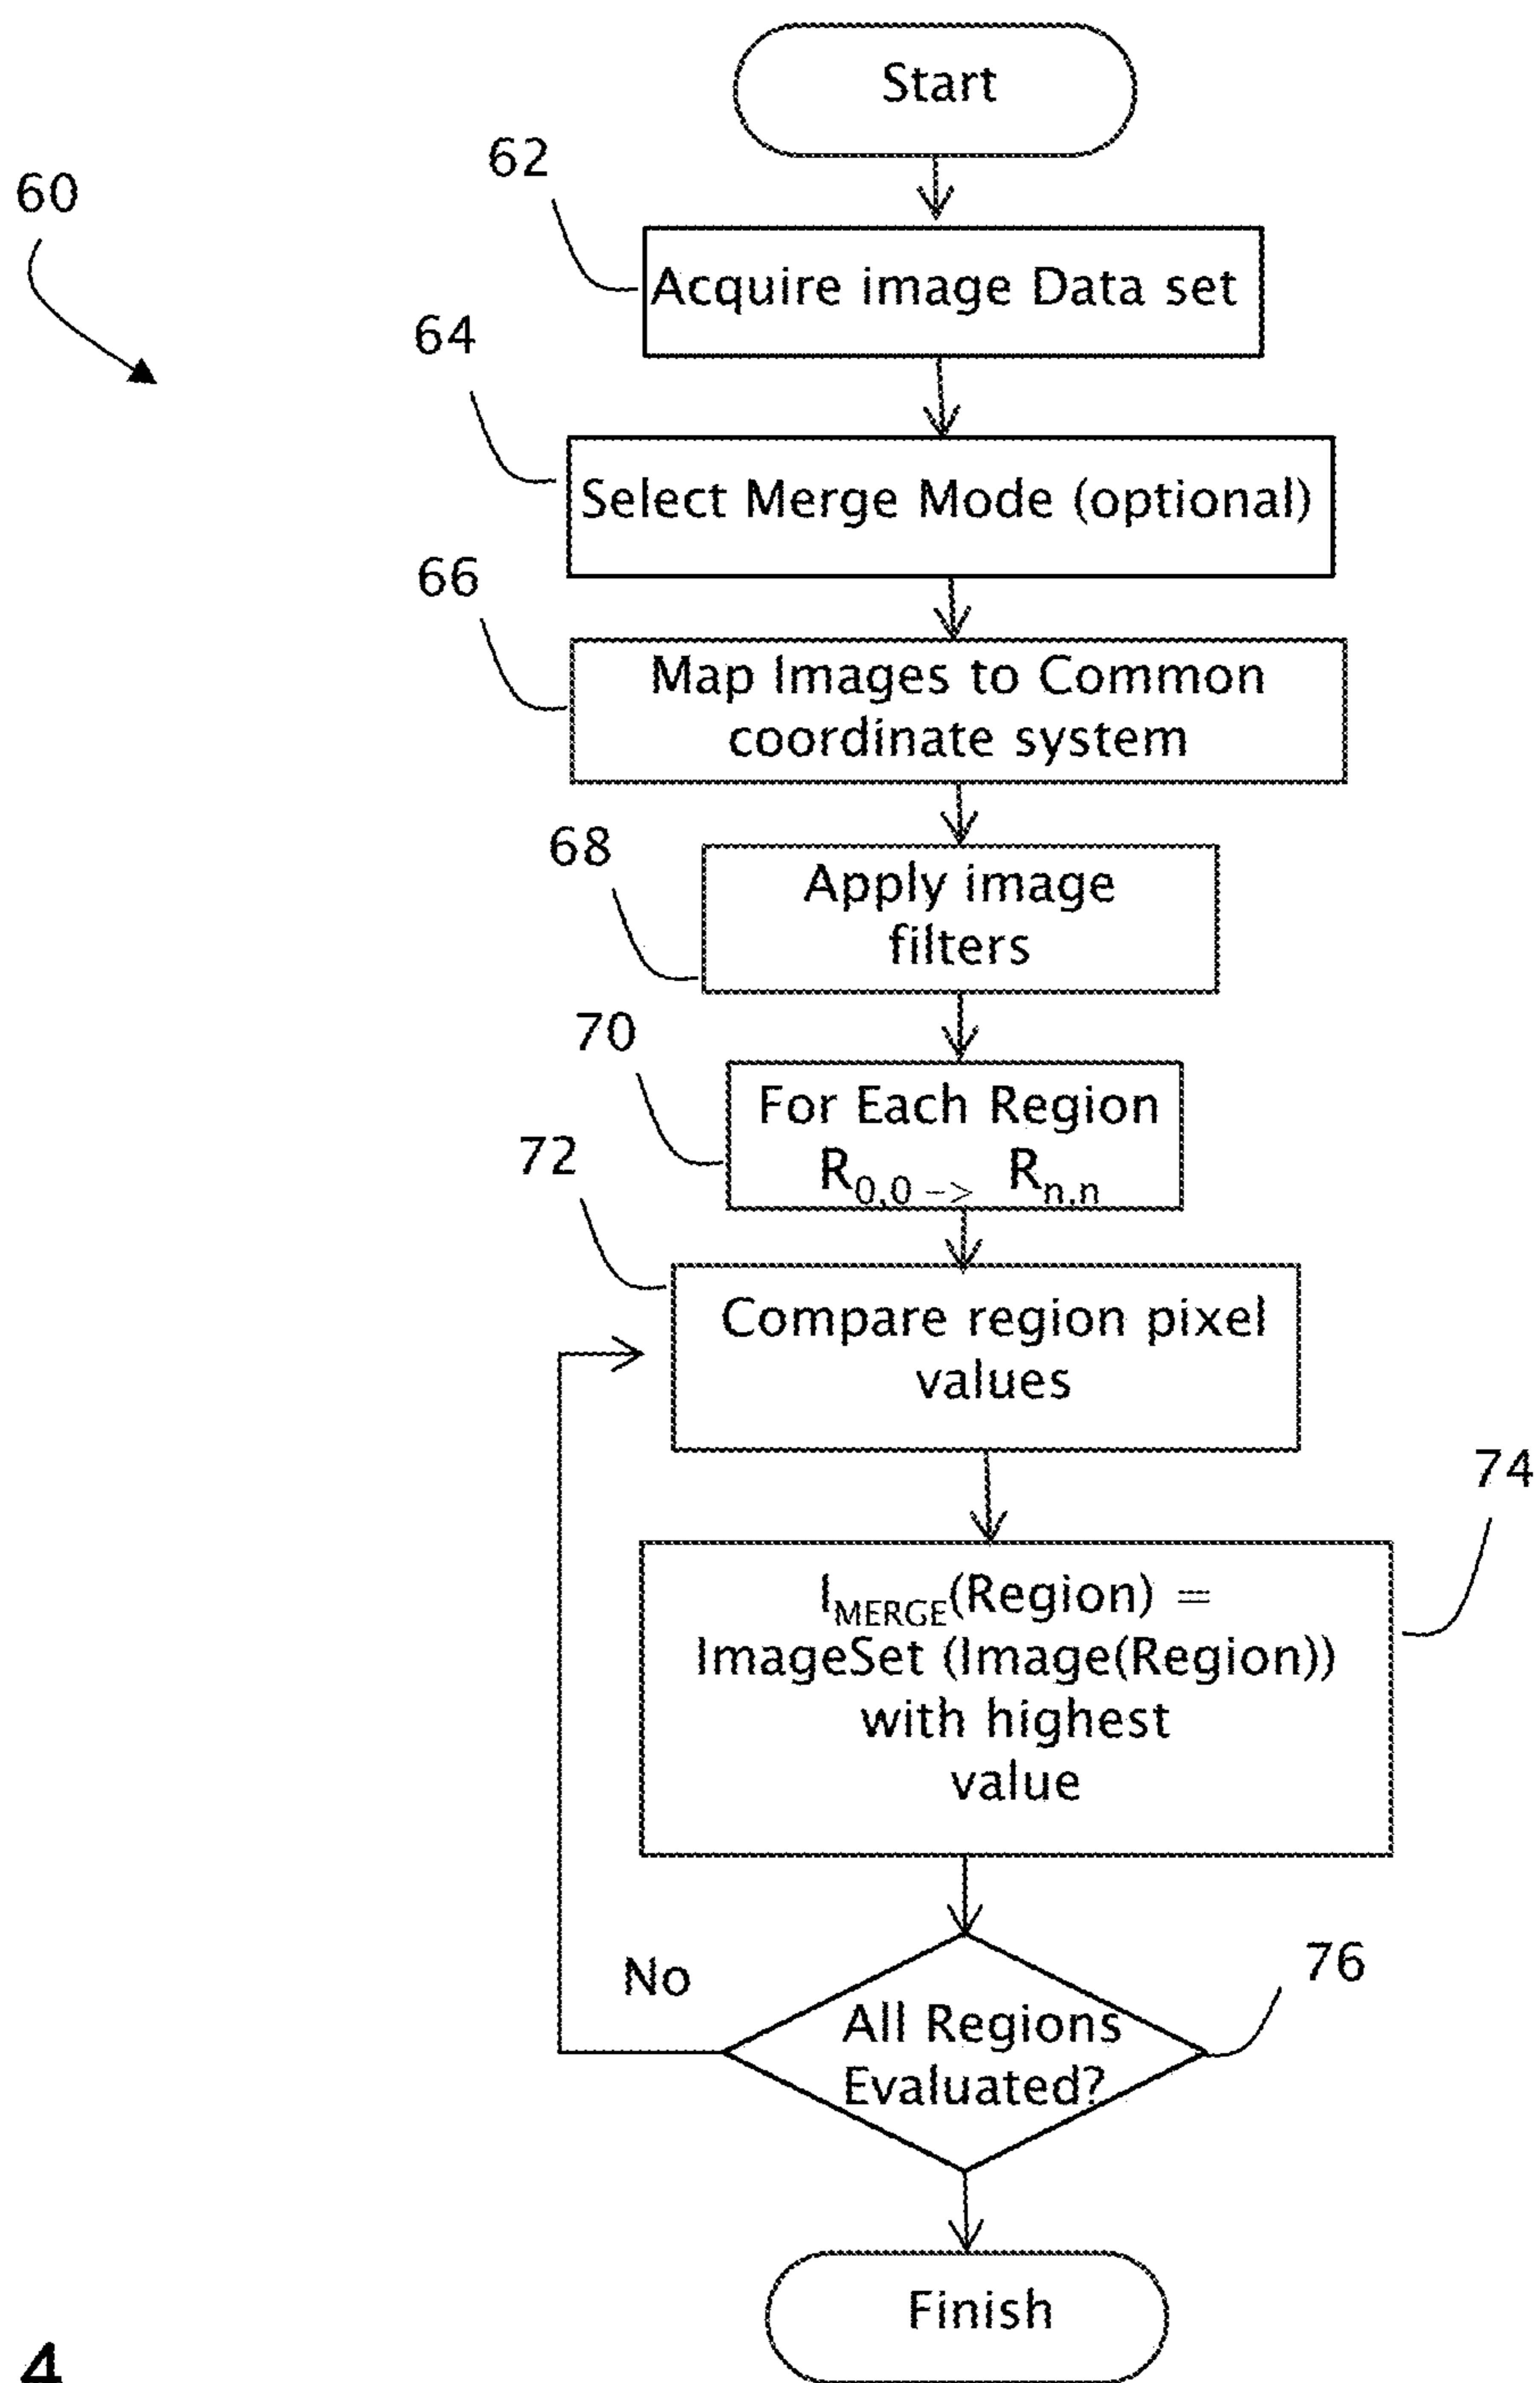 Start
60
62
Acquire image Data set
64
Select Merge Mode (optional)
66
Map Images to Common
coordinate system
68
Apply image
filters
70
For Each Region
R0,0 -> Rn,n
72
Compare region pixel
values
74
IMERGE(Region) =
ImageSet (Image(Region))
with highest
value
76
No
All Regions
Evaluated?
Finish
4